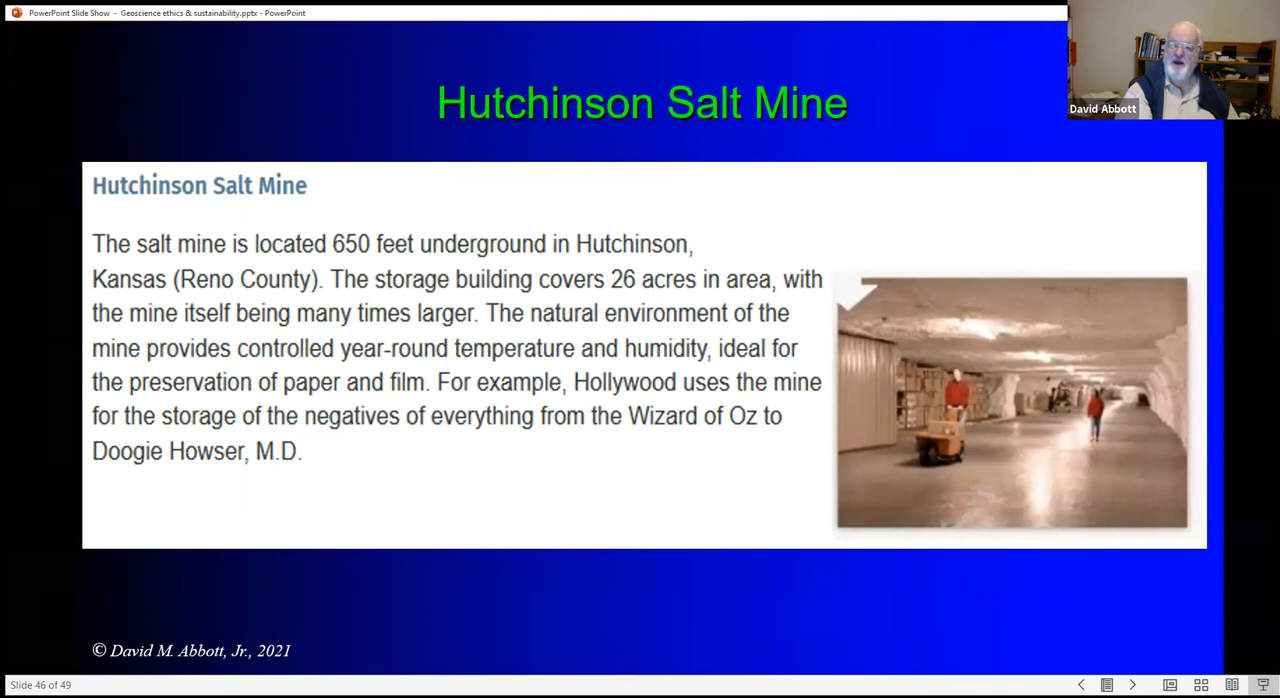 PowerPoint Slide Show - Geoscience ethics & sustainability.pptx - PowerPoint
David Abbott
Hutchinson Salt Mine
Hutchinson Salt Mine
The salt mine is located 650 feet underground in Hutchinson,
Kansas (Reno County). The storage building covers 26 acres in area, with
the mine itself being many times larger. The natural environment of the
mine provides controlled year-round temperature and humidity, ideal for
the preservation of paper and film. For example, Hollywood uses the mine
for the storage of the negatives of everything from the Wizard of Oz to
Doogie Howser, M.D.
© David M. Abbott, Jr., 2021
Slide 46 of 49